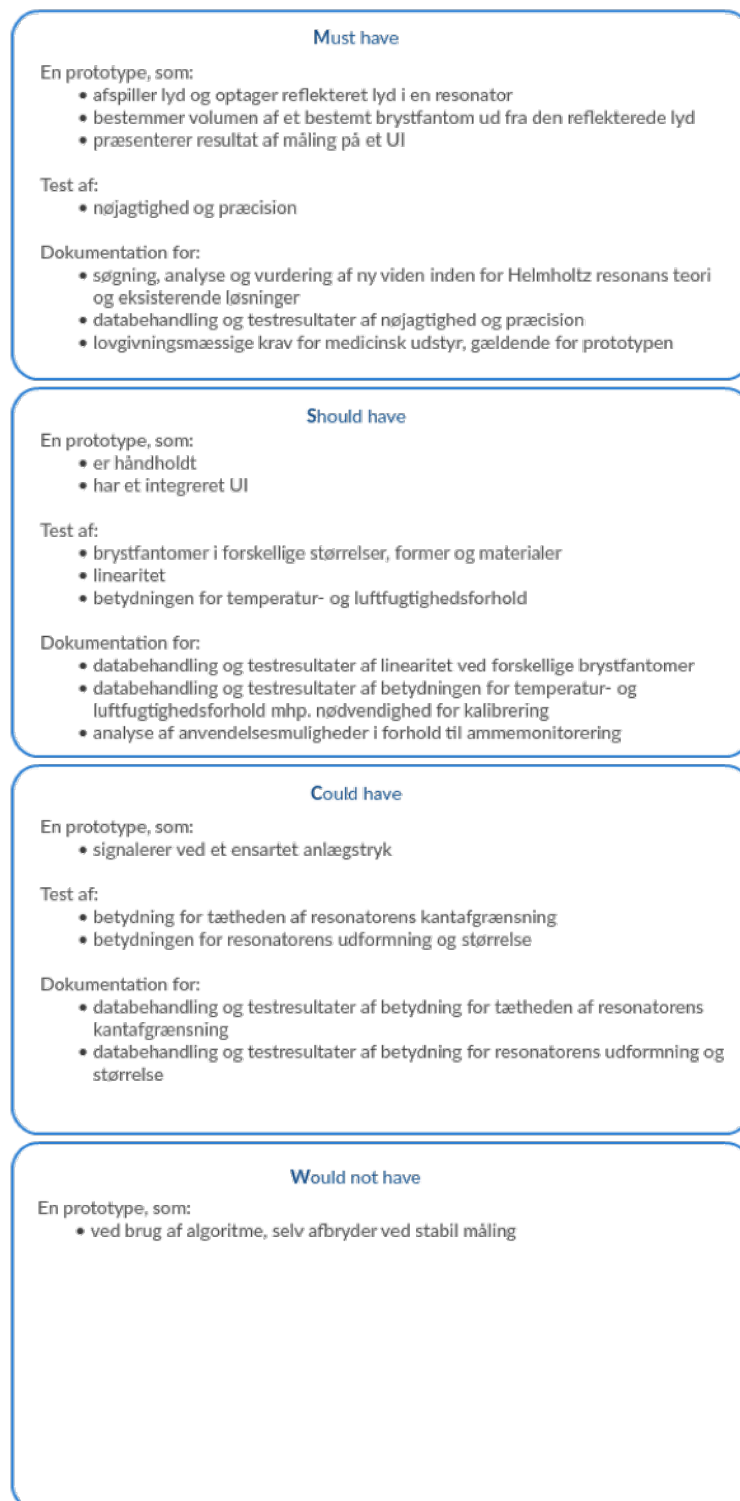 Must have
En prototype, som:
• afspiller lyd og optager reflekteret lyd i en resonator
• bestemmer volumen af et bestemt brystfantom ud fra den reflekterede lyd
• præsenterer resultat af måling på et UI
Test af:
• nøjagtighed og præcision
Dokumentation for:
• søgning, analyse og vurdering af ny viden inden for Helmholtz resonans teori
og eksisterende løsninger
• databehandling og testresultater af nøjagtighed og præcision
• lovgivningsmæssige krav for medicinsk udstyr, gældende for prototypen
Should have
En prototype, som:
• er håndholdt
• har et integreret UI
Test af:
• brystfantomer i forskellige størrelser, former og materialer
• linearitet
• betydningen for temperatur- og luftfugtighedsforhold
Dokumentation for:
• databehandling og testresultater af linearitet ved forskellige brystfantomer
• databehandling og testresultater af betydningen for temperatur- og
luftfugtighedsforhold mhp. nødvendighed for kalibrering
• analyse af anvendelsesmuligheder i forhold til ammemonitorering
Could have
En prototype, som:
• signalerer ved et ensartet anlægstryk
Test af:
• betydning for tætheden af resonatorens kantafgrænsning
• betydningen for resonatorens udformning og størrelse
Dokumentation for:
• databehandling og testresultater af betydning for tætheden af resonatorens
kantafgrænsning
• databehandling og testresultater af betydning for resonatorens udformning og
størrelse
Would not have
En prototype, som:
• ved brug af algoritme, selv afbryder ved stabil måling